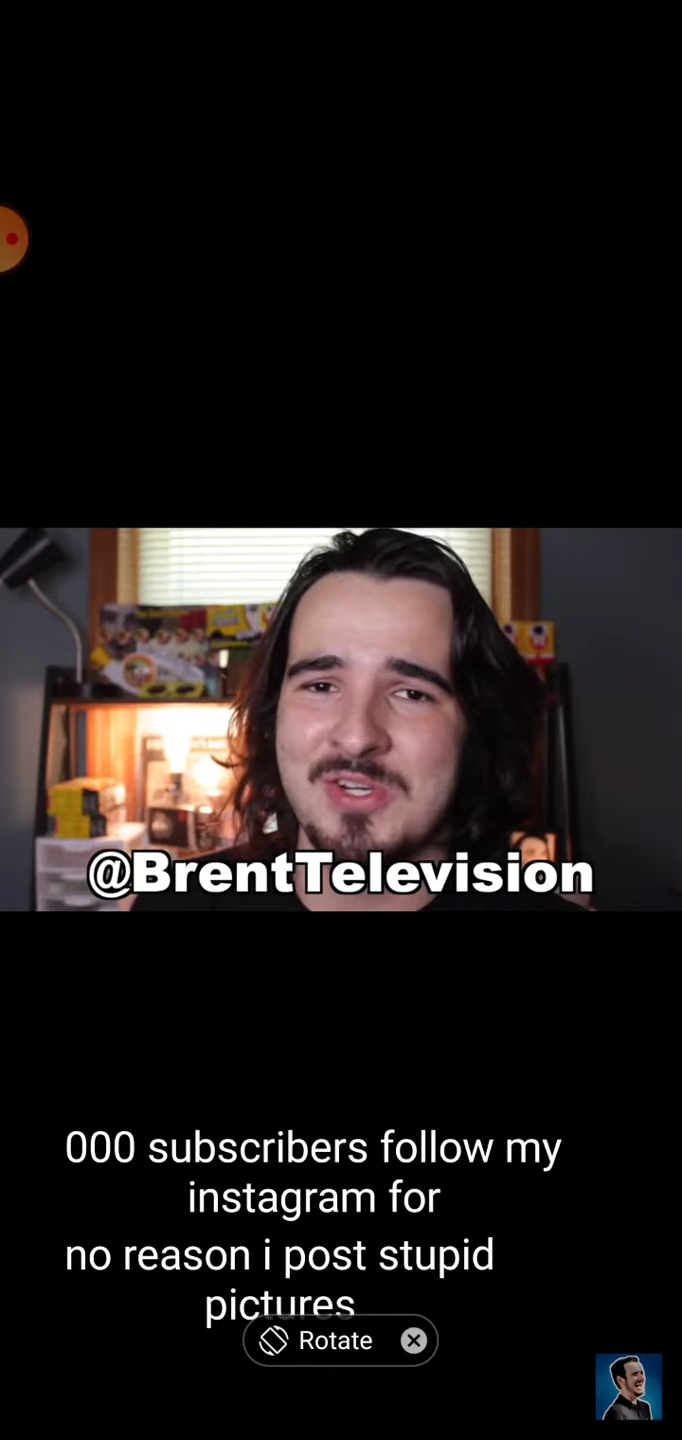 @BrentTelevision
000 subscribers follow my
instagram for
no reason i post stupid
pictures
Rotate